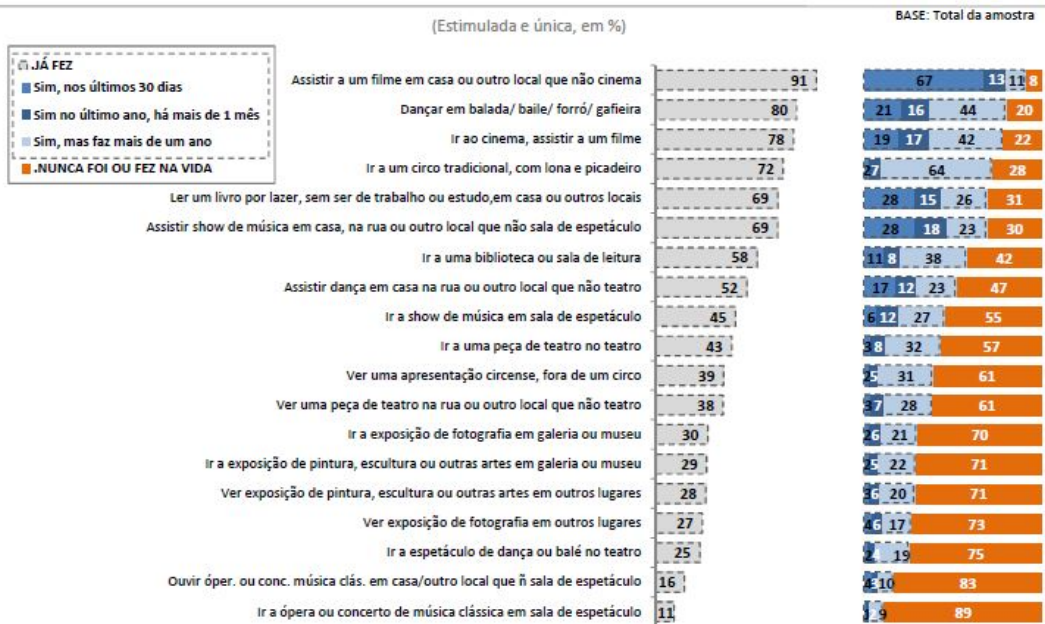 (Estimulada e única, em %)
BASE: Total da amostra
.JÁ FEZ
Sim, nos últimos 30 dias
Sim no último ano, há mais de 1 mês
Sim, mas faz mais de um ano
.NUNCA FOI OU FEZ NA VIDA
Assistir a um filme em casa ou outro local que não cinema 91 67 13 11 8
Dançar em balada/ baile/ forró/ gafieira 80 21 16 44 20
Ir ao cinema, assistir a um filme 78 19 17 42 22
Ir a um circo tradicional, com lona e picadeiro 72 2 7 64 28
Ler um livro por lazer, sem ser de trabalho ou estudo,em casa ou outros locais 69 28 15 26 31
Assistir show de música em casa, na rua ou outro local que não sala de espetáculo 69 28 18 23 30
Ir a uma biblioteca ou sala de leitura 58 11 8 38 42
Assistir dança em casa na rua ou outro local que não teatro 52 17 12 23 47
Ir a show de música em sala de espetáculo 45 6 12 27 55
Ir a uma peça de teatro no teatro 43 3 8 32 57
Ver uma apresentação circense, fora de um circo 39 2 5 31 61
Ver uma peça de teatro na rua ou outro local que não teatro 38 3 7 28 61
Ir a exposição de fotografia em galeria ou museu 30 2 6 21 70
Ir a exposição de pintura, escultura ou outras artes em galeria ou museu 29 2 5 22 71
Ver exposição de pintura, escultura ou outras artes em outros lugares 28 3 6 20 71
Ver exposição de fotografia em outros lugares 27 4 6 17 73
Ir a espetáculo de dança ou balé no teatro 25 2 4 19 75
Ouvir óper. ou conc. música clás. em casa/outro local que ñ sala de espetáculo 16 4 3 10 83
Ir a ópera ou concerto de música clássica em sala de espetáculo 11 2 9 89